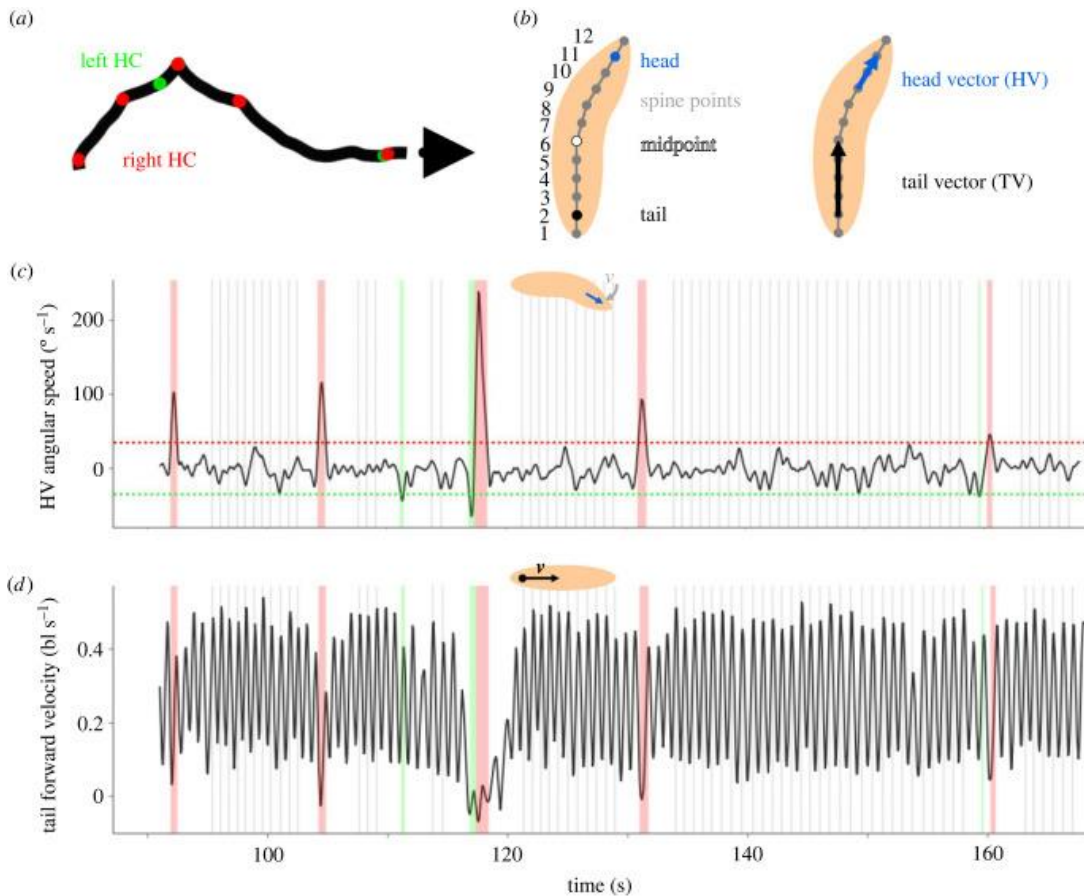 (a)
left HC
right HC
(b)
12
11
10
9
8
7
6
5
4
3
2
1
head
spine points
midpoint
tail
head vector (HV)
tail vector (TV)
(c)
v
HV angular speed (° s⁻¹)
200
100
0
(d)
v
tail forward velocity (bl s⁻¹)
0.4
0.2
0
100
120
140
160
time (s)